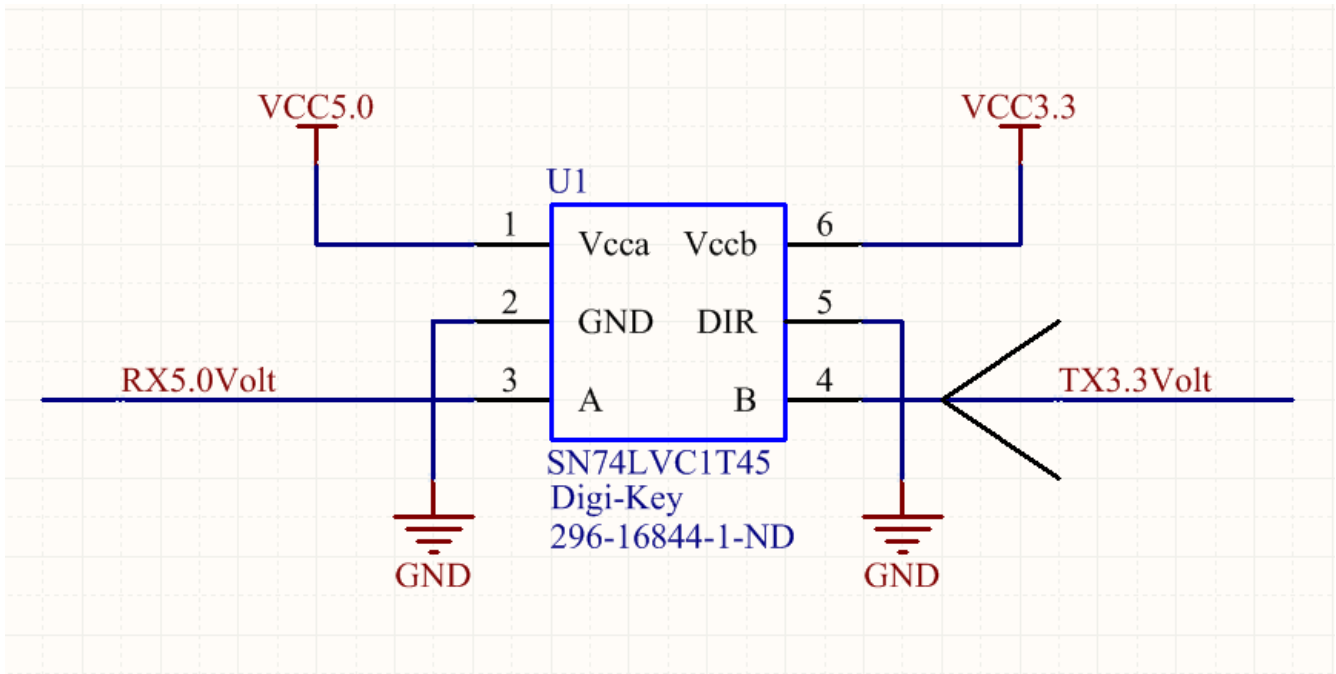 VCC5.0
VCC3.3
U1
1
Vcca
Vccb
6
2
GND
DIR
5
RX5.0Volt
3
A
B
4
TX3.3Volt
SN74LVC1T45
Digi-Key
296-16844-1-ND
GND
GND